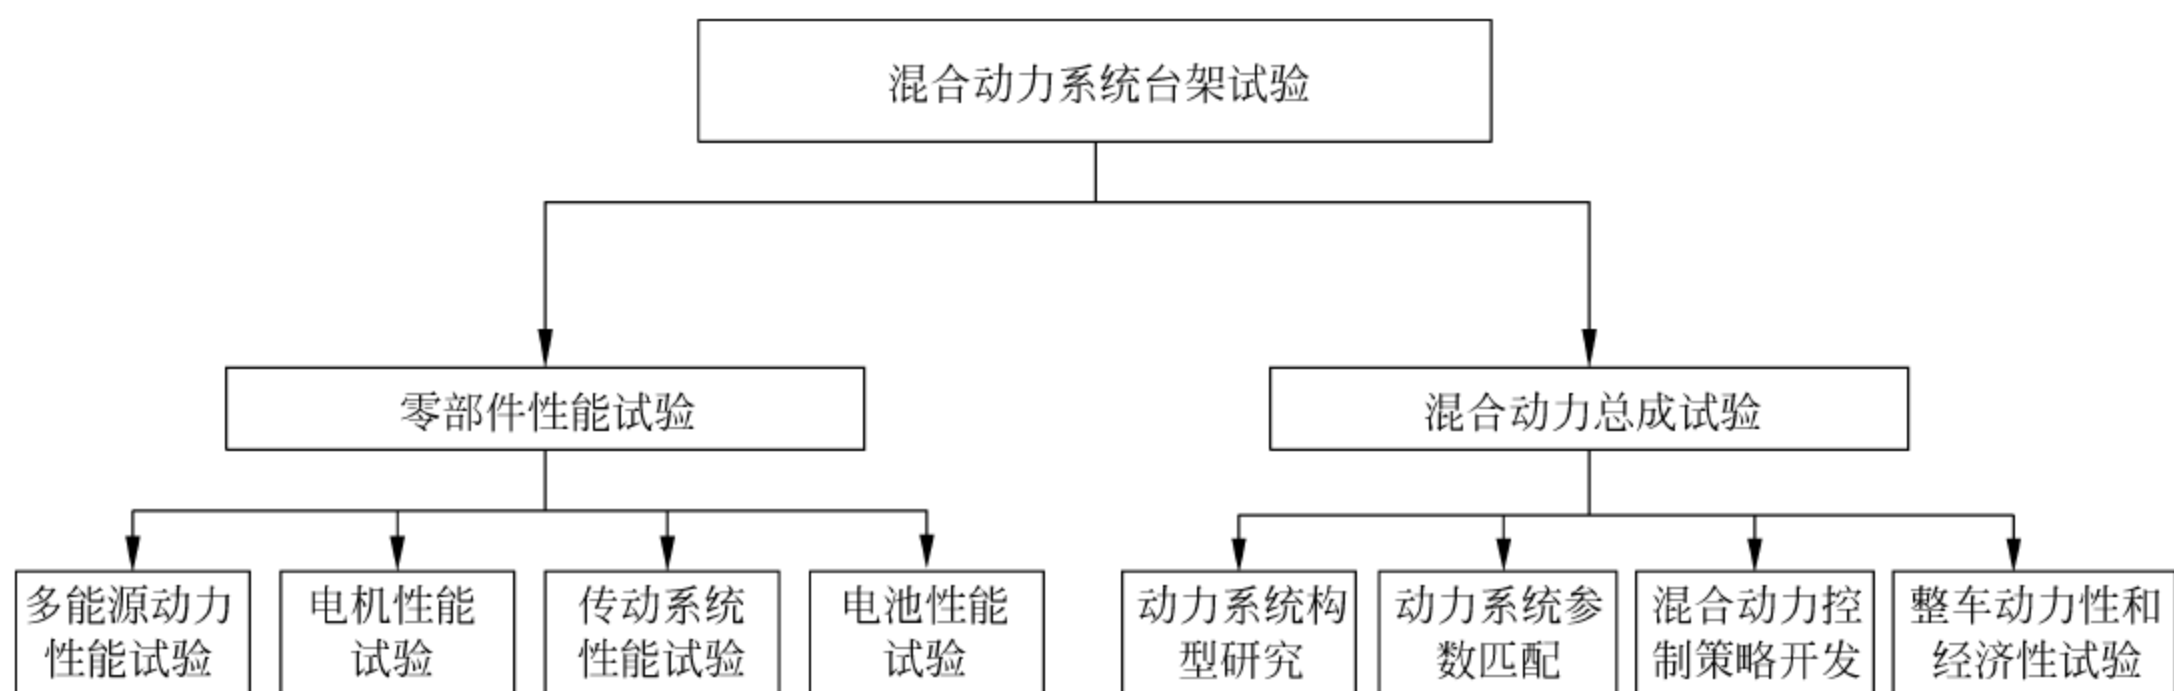 混合动力系统台架试验
零部件性能试验
混合动力总成试验
多能源动力
性能试验
电机性能
试验
传动系统
性能试验
电池性能
试验
动力系统构
型研究
动力系统参
数匹配
混合动力控
制策略开发
整车动力性和
经济性试验